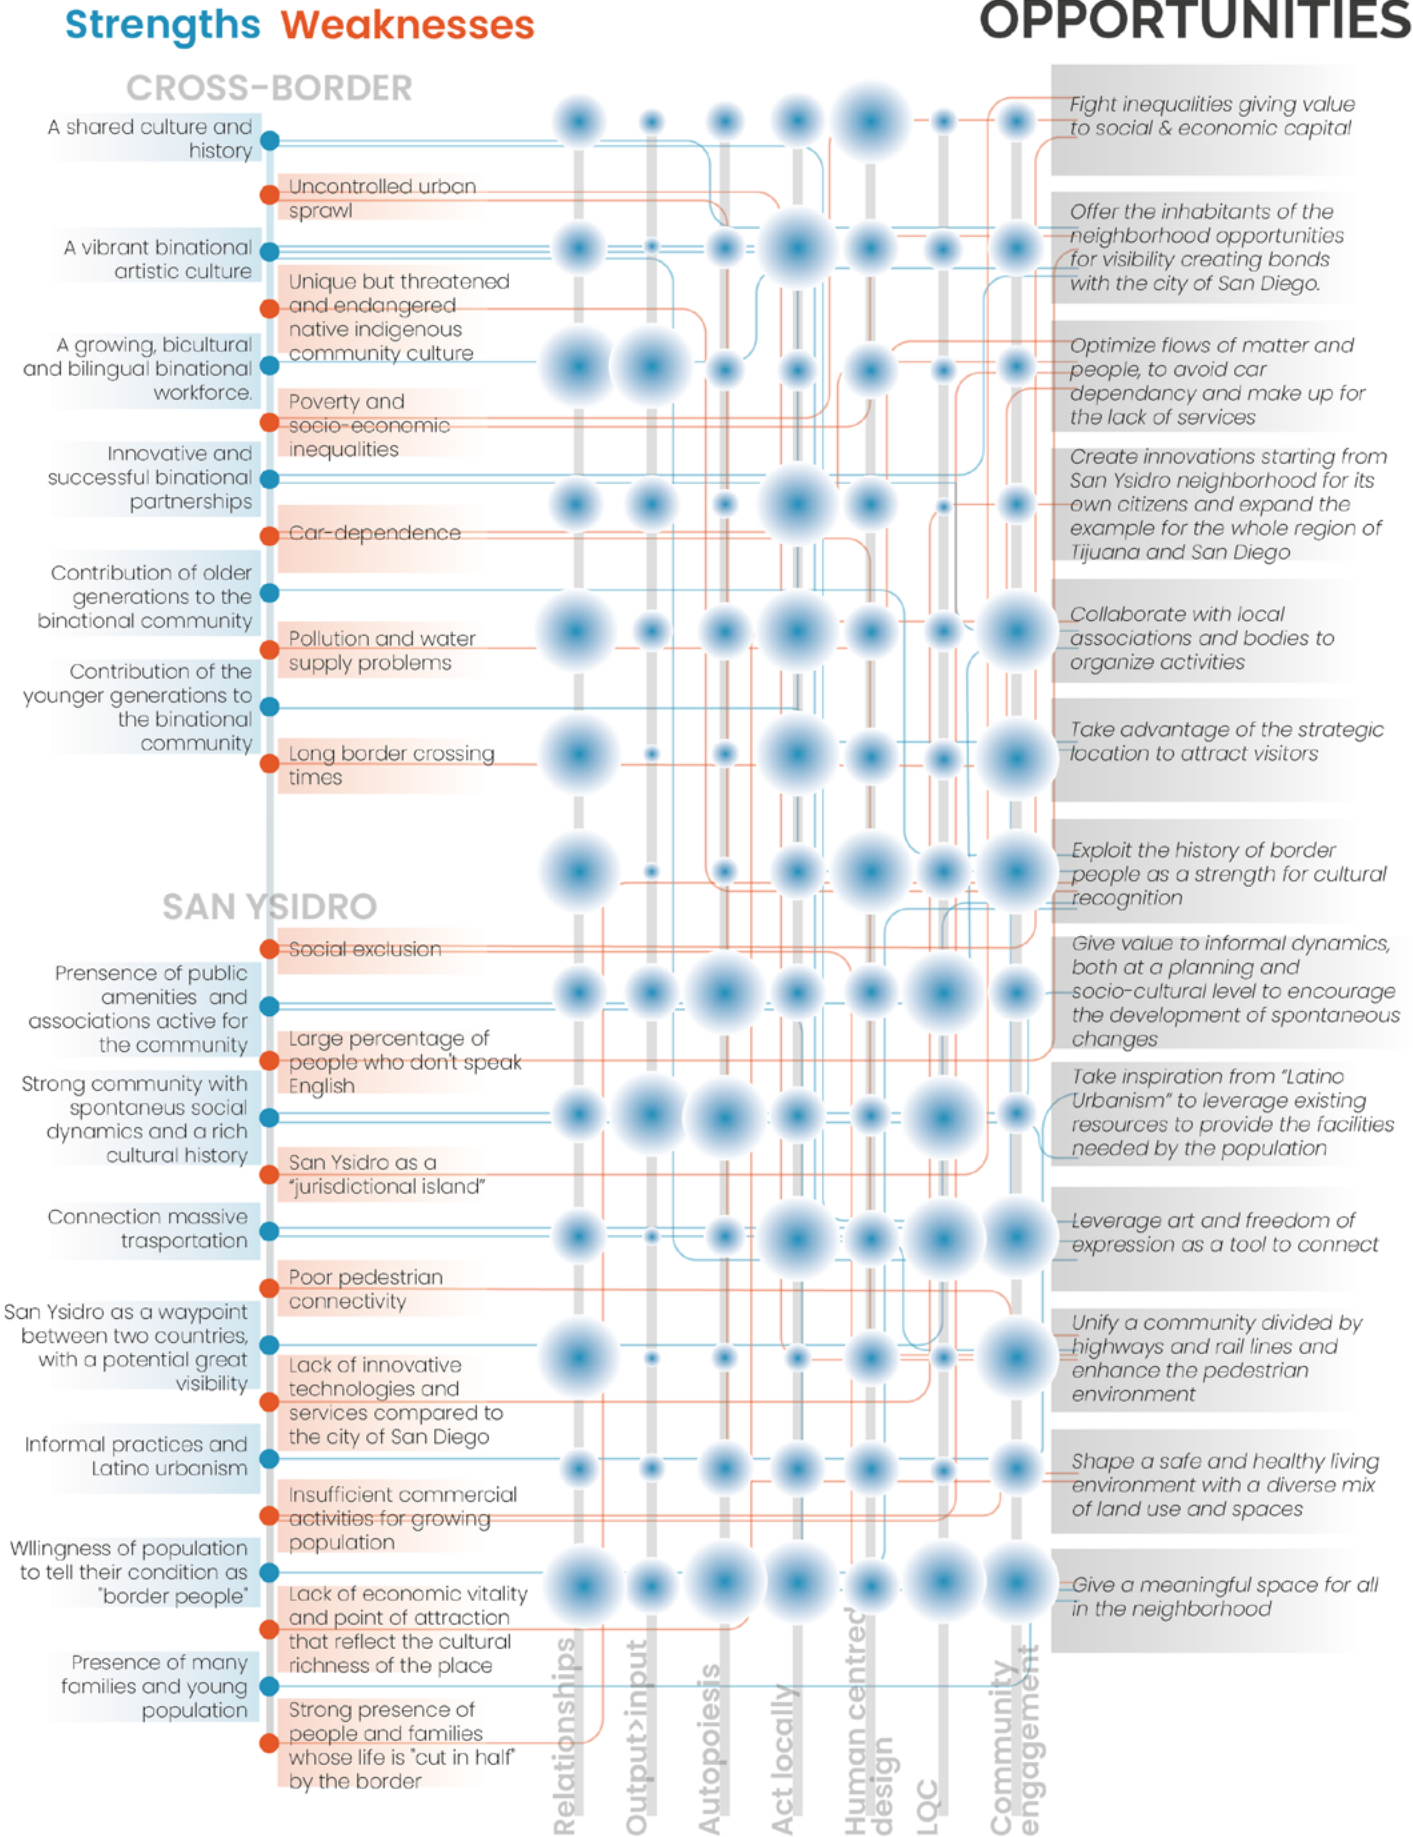 Strengths Weaknesses
OPPORTUNITIES
CROSS-BORDER
A shared culture and
history
Uncontrolled urban
sprawl
A vibrant binational
artistic culture
Unique but threatened
and endangered
native indigenous
community culture
A growing, bicultural
and bilingual binational
workforce.
Poverty and
socio-economic
inequalities
Innovative and
successful binational
partnerships
Car-dependence
Contribution of older
generations to the
binational community
Pollution and water
supply problems
Contribution of the
younger generations to
the binational
community
Long border crossing
times
SAN YSIDRO
Social exclusion
Prensence of public
amenities and
associations active for
the community
Large percentage of
people who don't speak
English
Strong community with
spontaneus social
dynamics and a rich
cultural history
San Ysidro as a
"jurisdictional island"
Connection massive
trasportation
Poor pedestrian
connectivity
San Ysidro as a waypoint
between two countries,
with a potential great
visibility
Lack of innovative
technologies and
services compared to
the city of San Diego
Informal practices and
Latino urbanism
Insufficient commercial
activities for growing
population
WIlingness of population
to tell their condition as
"border people"
Lack of economic vitality
and point of attraction
that reflect the cultural
richness of the place
Presence of many
families and young
population
Strong presence of
people and families
whose life is "cut in half"
by the border
Relationships
Output>input
Autopoiesis
Act locally
Human centred
design
LQC
Community
engagement
Fight inequalities giving value
to social & economic capital
Offer the inhabitants of the
neighborhood opportunities
for visibility creating bonds
with the city of San Diego.
Optimize flows of matter and
people, to avoid car
dependancy and make up for
the lack of services
Create innovations starting from
San Ysidro neighborhood for its
own citizens and expand the
example for the whole region of
Tijuana and San Diego
Collaborate with local
associations and bodies to
organize activities
Take advantage of the strategic
location to attract visitors
Exploit the history of border
people as a strength for cultural
recognition
Give value to informal dynamics,
both at a planning and
socio-cultural level to encourage
the development of spontaneous
changes
Take inspiration from "Latino
Urbanism" to leverage existing
resources to provide the facilities
needed by the population
Leverage art and freedom of
expression as a tool to connect
Unify a community divided by
highways and rail lines and
enhance the pedestrian
environment
Shape a safe and healthy living
environment with a diverse mix
of land use and spaces
Give a meaningful space for all
in the neighborhood